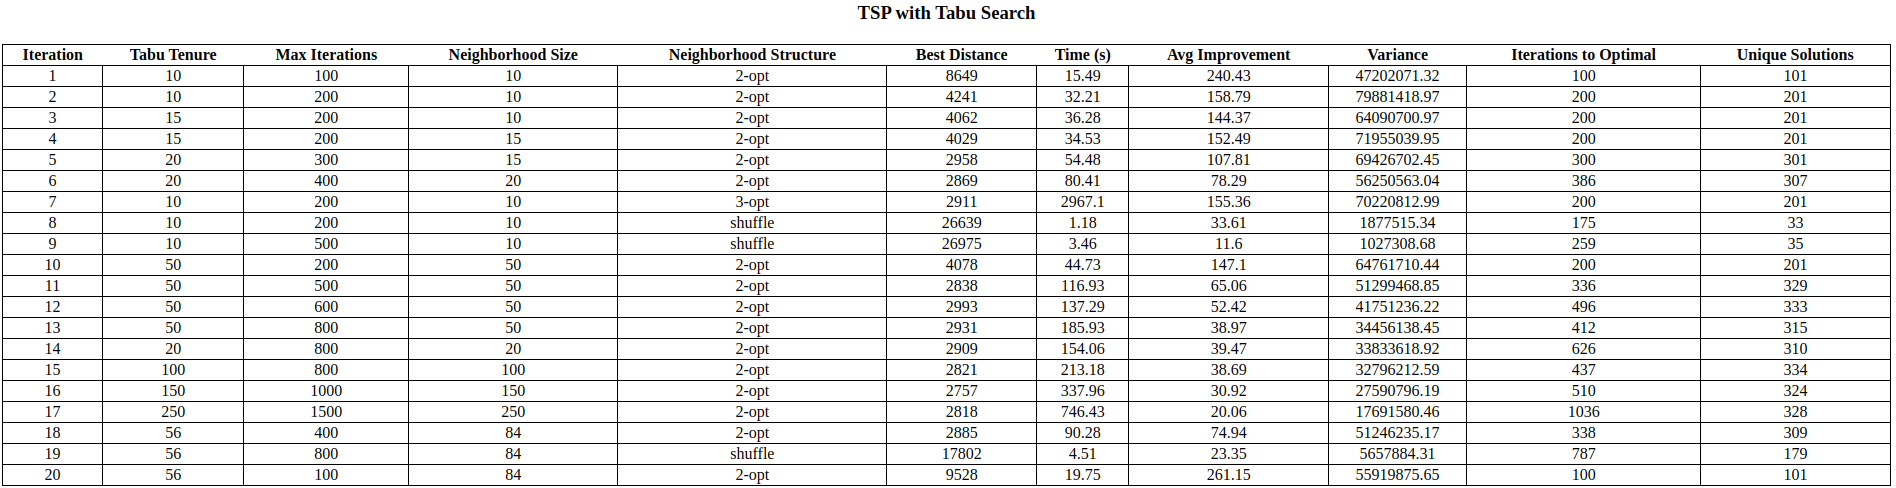 TSP with Tabu Search
Iteration Tabu Tenure Max Iterations Neighborhood Size Neighborhood Structure Best Distance Time (s) Avg Improvement Variance Iterations to Optimal Unique Solutions
1 10 100 10 2-opt 8649 15.49 240.43 47202071.32 100 101
2 10 200 10 2-opt 4241 32.21 158.79 79881418.97 200 201
3 15 200 10 2-opt 4062 36.28 144.37 64090700.97 200 201
4 15 200 15 2-opt 4029 34.53 152.49 71955039.95 200 201
5 20 300 15 2-opt 2958 54.48 107.81 69426702.45 300 301
6 20 400 20 2-opt 2869 80.41 78.29 56250563.04 386 307
7 10 200 10 3-opt 2911 2967.1 155.36 70220812.99 200 201
8 10 200 10 shuffle 26639 1.18 33.61 1877515.34 175 33
9 10 500 10 shuffle 26975 3.46 11.6 1027308.68 259 35
10 50 200 50 2-opt 4078 44.73 147.1 64761710.44 200 201
11 50 500 50 2-opt 2838 116.93 65.06 51299468.85 336 329
12 50 600 50 2-opt 2993 137.29 52.42 41751236.22 496 333
13 50 800 50 2-opt 2931 185.93 38.97 34456138.45 412 315
14 20 800 20 2-opt 2909 154.06 39.47 33833618.92 626 310
15 100 800 100 2-opt 2821 213.18 38.69 32796212.59 437 334
16 150 1000 150 2-opt 2757 337.96 30.92 27590796.19 510 324
17 250 1500 250 2-opt 2818 746.43 20.06 17691580.46 1036 328
18 56 400 84 2-opt 2885 90.28 74.94 51246235.17 338 309
19 56 800 84 shuffle 17802 4.51 23.35 5657884.31 787 179
20 56 100 84 2-opt 9528 19.75 261.15 55919875.65 100 101